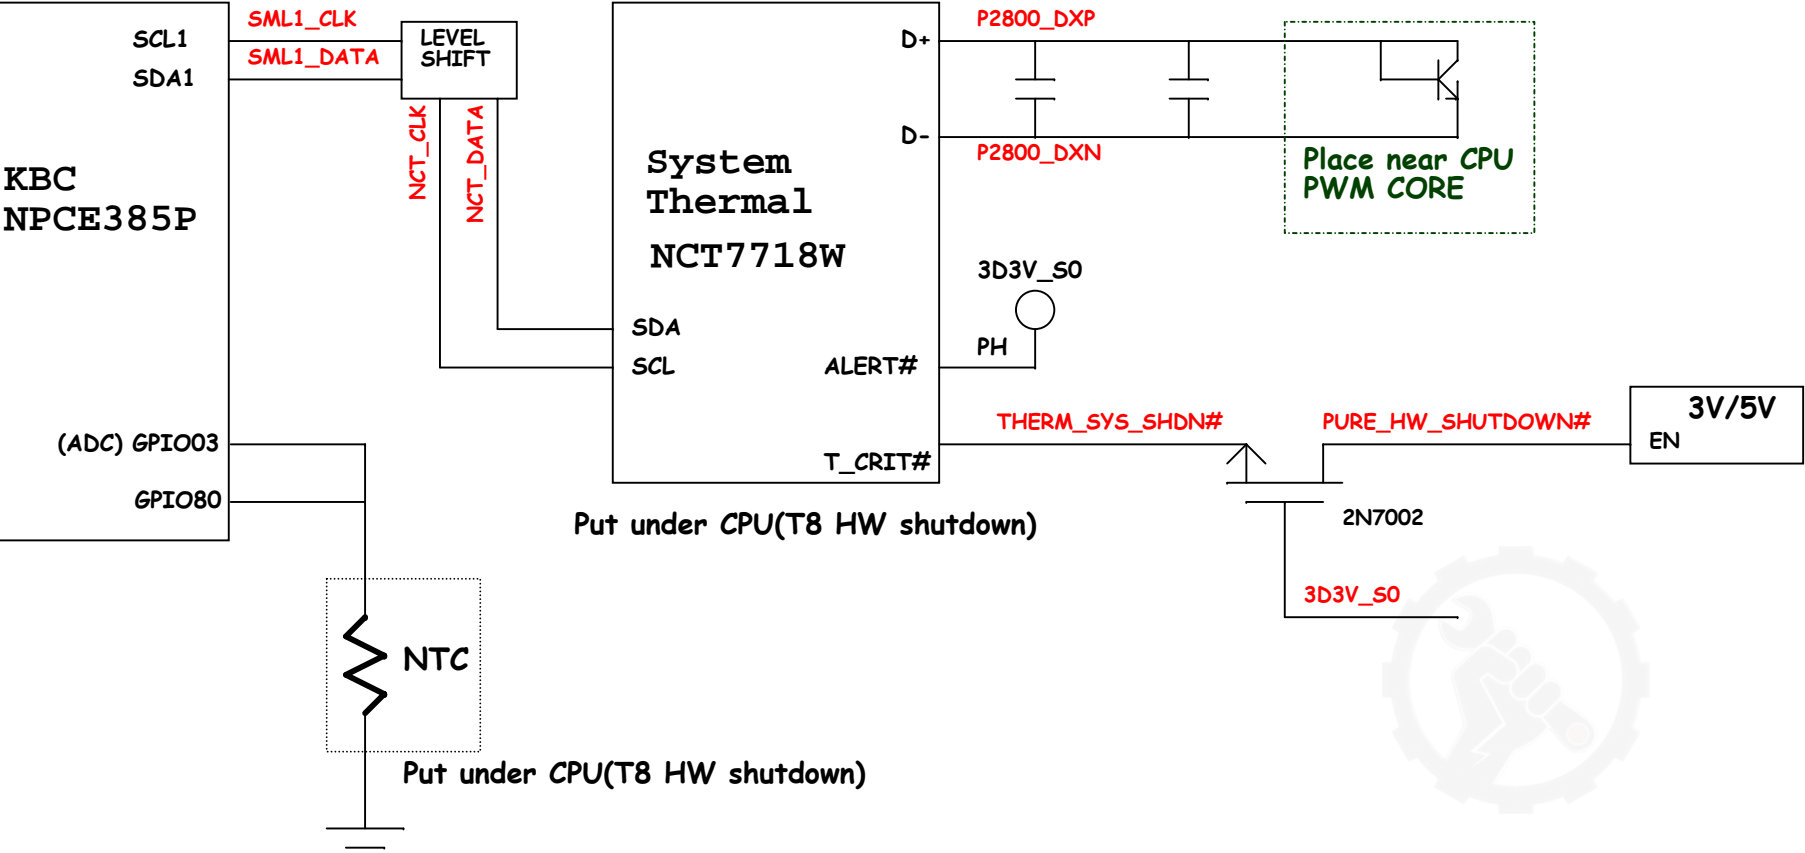 SCL1
SDA1
KBC
NPCE385P
(ADC) GPIO03
GPIO80
SML1_CLK
SML1_DATA
LEVEL
SHIFT
NCT_CLK
NCT_DATA
System
Thermal
NCT7718W
SDA
SCL
D+
D-
ALERT#
T_CRIT#
P2800_DXP
P2800_DXN
Place near CPU
PWM CORE
3D3V_S0
PH
THERM_SYS_SHDN#
PURE_HW_SHUTDOWN#
3V/5V
EN
2N7002
3D3V_S0
Put under CPU(T8 HW shutdown)
NTC
Put under CPU(T8 HW shutdown)